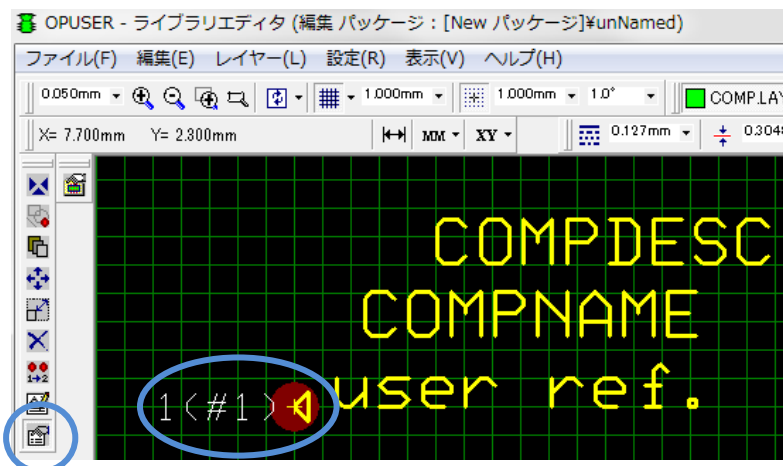 OPUSER - ライブラリエディタ (編集 パッケージ : [New パッケージ]¥unNamed)
ファイル(F) 編集(E) レイヤー(L) 設定(R) 表示(V) ヘルプ(H)
0.050mm 1.000mm 1.000mm 1.0° COMP.LAY
X= 7.700mm Y= 2.300mm MM XY 0.127mm 0.3048
COMPDESC
COMPNAME
1→2
1(#1) user ref.